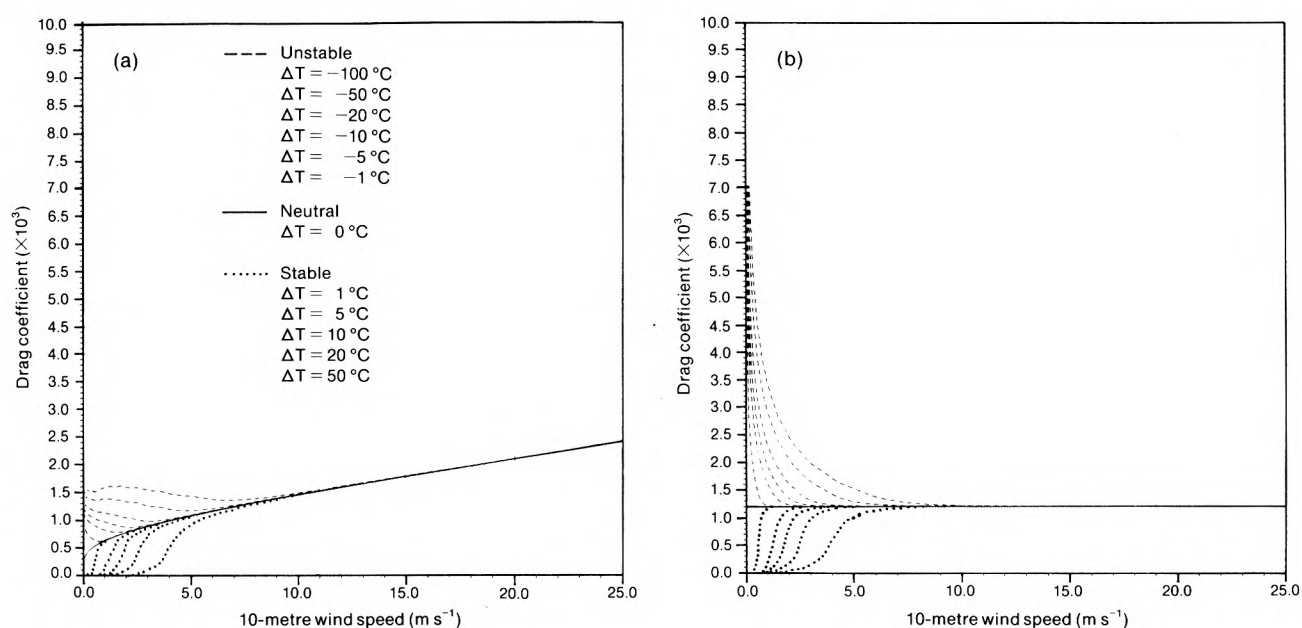 (a)
Unstable
ΔT = −100 °C
ΔT = −50 °C
ΔT = −20 °C
ΔT = −10 °C
ΔT = −5 °C
ΔT = −1 °C
Neutral
ΔT = 0 °C
Stable
ΔT = 1 °C
ΔT = 5 °C
ΔT = 10 °C
ΔT = 20 °C
ΔT = 50 °C
10.0
9.5
9.0
8.5
8.0
7.5
7.0
6.5
6.0
5.5
5.0
4.5
4.0
3.5
3.0
2.5
2.0
1.5
1.0
0.5
0.0
Drag coefficient (×10³)
0.0 5.0 10.0 15.0 20.0 25.0
10-metre wind speed (m s⁻¹)
(b)
10.0
9.5
9.0
8.5
8.0
7.5
7.0
6.5
6.0
5.5
5.0
4.5
4.0
3.5
3.0
2.5
2.0
1.5
1.0
0.5
0.0
Drag coefficient (×10³)
0.0 5.0 10.0 15.0 20.0 25.0
10-metre wind speed (m s⁻¹)